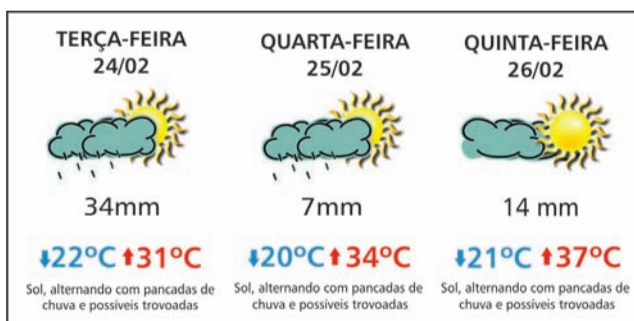 TERÇA-FEIRA
24/02
34mm
22ºC 31ºC
Sol, alternando com pancadas de
chuva e possíveis trovoadas
QUARTA-FEIRA
25/02
7mm
20ºC 34ºC
Sol, alternando com pancadas de
chuva e possíveis trovoadas
QUINTA-FEIRA
26/02
14 mm
21ºC 37ºC
Sol, alternando com pancadas de
chuva e possíveis trovoadas